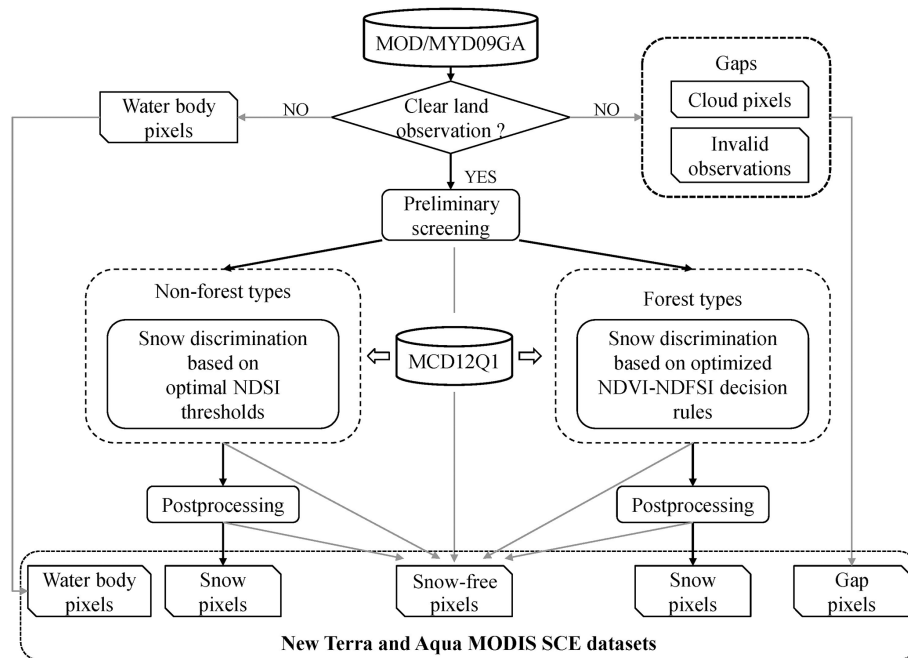 MOD/MYD09GA
Gaps
Cloud pixels
Invalid
observations
Water body
pixels
NO
Clear land
observation ?
NO
YES
Preliminary
screening
Non-forest types
Snow discrimination
based on
optimal NDSI
thresholds
MCD12Q1
Forest types
Snow discrimination
based on optimized
NDVI-NDFSI decision
rules
Postprocessing
Postprocessing
Water body
pixels
Snow
pixels
Snow-free
pixels
Snow
pixels
Gap
pixels
New Terra and Aqua MODIS SCE datasets